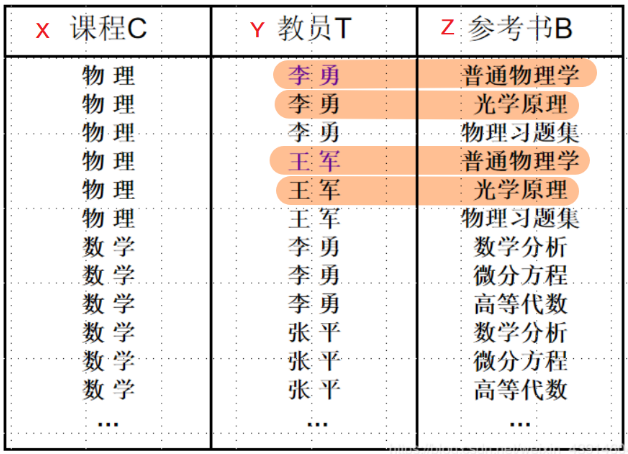 X 课程C Y 教员T Z 参考书B
物理 李勇 普通物理学
物理 李勇 光学原理
物理 李勇 物理习题集
物理 王军 普通物理学
物理 王军 光学原理
物理 王军 物理习题集
数学 李勇 数学分析
数学 李勇 微分方程
数学 李勇 高等代数
数学 张平 数学分析
数学 张平 微分方程
数学 张平 高等代数
... ... ...